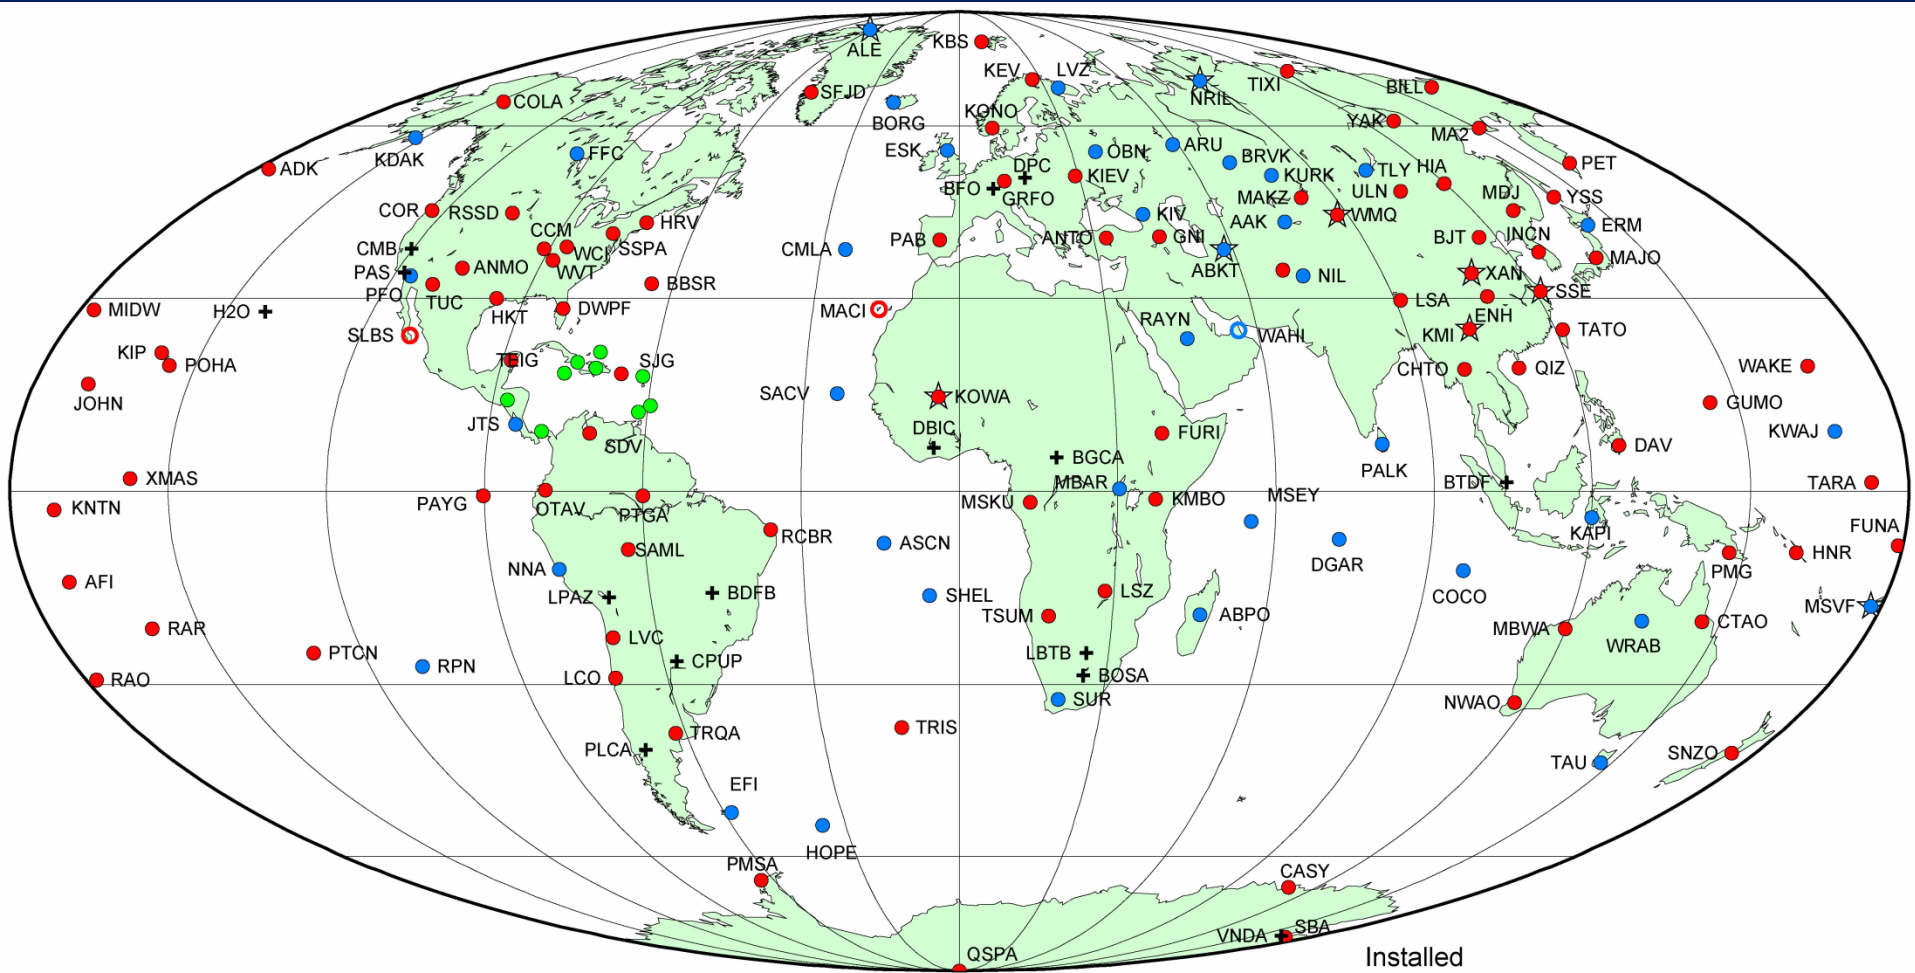 ALE
KBS
KEV
LVZ
TIXI
BILL
NRIL
COLA
SFJD
BORG
KONO
YAK
MA2
KDAK
FFC
ESK
DPC
OBN
ARU
BRVK
TLY
HIA
PET
ADK
BFO
GRFO
KIEV
KURK
MAKZ
ULN
MDJ
YSS
COR
RSSD
HRV
KIV
AAK
WMQ
ERM
CCM
WCI
SSPA
CMLA
PAB
ANTO
GNI
BJT
INCN
CMB
MAJO
PAS
ANMO
WVT
ABKT
NIL
XAN
PFO
TUC
BBSR
SSE
MIDW
H2O
HKT
DWPF
MACI
LSA
ENH
SLBS
RAYN
WAHI
KMI
TATO
KIP
POHA
TEIG
SJG
CHTO
QIZ
WAKE
JOHN
SACV
KOWA
GUMO
JTS
DBIC
FURI
KWAJ
SDV
DAV
BGCA
PALK
XMAS
MBAR
BTDF
TARA
KNTN
PAYG
OTAV
PTGA
MSKU
KMBO
MSEY
RCBR
FUNA
ASCN
KAPI
SAML
DGAR
HNR
NNA
PMG
AFI
LPAZ
BDFB
SHEL
LSZ
COCO
MSVF
TSUM
ABPO
CTAO
RAR
LVC
MBWA
WRAB
PTCN
RPN
CPUP
LBTB
RAO
LCO
BOSA
SUR
NWAO
TRIS
TRQA
PLCA
SNZO
TAU
EFI
HOPE
PMSA
CASY
SBA
VNDA
QSPA
Installed